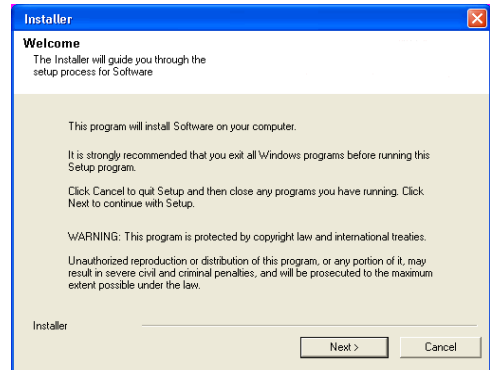 Installer
Welcome
The Installer will guide you through the
setup process for Software
This program will install Software on your computer.
It is strongly recommended that you exit all Windows programs before running this
Setup program.
Click Cancel to quit Setup and then close any programs you have running. Click
Next to continue with Setup.
WARNING: This program is protected by copyright law and international treaties.
Unauthorized reproduction or distribution of this program, or any portion of it, may
result in severe civil and criminal penalties, and will be prosecuted to the maximum
extent possible under the law.
Installer
Next >
Cancel